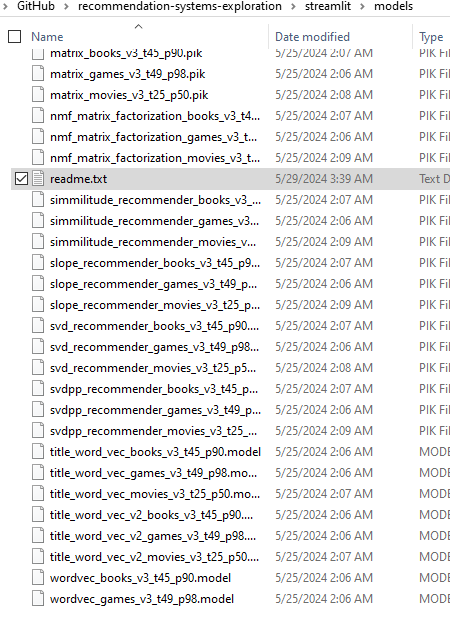 GitHub > recommendation-systems-exploration > streamlit > models
Name Date modified Type
matrix_books_v3_t45_p90.pik 5/25/2024 2:07 AM PIK Fil
matrix_games_v3_t49_p98.pik 5/25/2024 2:06 AM PIK Fil
matrix_movies_v3_t25_p50.pik 5/25/2024 2:08 AM PIK Fil
nmf_matrix_factorization_books_v3_t4... 5/25/2024 2:07 AM PIK Fil
nmf_matrix_factorization_games_v3_t... 5/25/2024 2:06 AM PIK Fil
nmf_matrix_factorization_movies_v3_t... 5/25/2024 2:09 AM PIK Fil
readme.txt 5/29/2024 3:39 AM Text D
simmilitude_recommender_books_v3_... 5/25/2024 2:07 AM PIK Fil
simmilitude_recommender_games_v3... 5/25/2024 2:06 AM PIK Fil
simmilitude_recommender_movies_v... 5/25/2024 2:09 AM PIK Fil
slope_recommender_books_v3_t45_p9... 5/25/2024 2:07 AM PIK Fil
slope_recommender_games_v3_t49_p... 5/25/2024 2:06 AM PIK Fil
slope_recommender_movies_v3_t25_p... 5/25/2024 2:09 AM PIK Fil
svd_recommender_books_v3_t45_p90.... 5/25/2024 2:07 AM PIK Fil
svd_recommender_games_v3_t49_p98... 5/25/2024 2:06 AM PIK Fil
svd_recommender_movies_v3_t25_p5... 5/25/2024 2:08 AM PIK Fil
svdpp_recommender_books_v3_t45_p... 5/25/2024 2:07 AM PIK Fil
svdpp_recommender_games_v3_t49_p... 5/25/2024 2:06 AM PIK Fil
svdpp_recommender_movies_v3_t25_... 5/25/2024 2:09 AM PIK Fil
title_word_vec_books_v3_t45_p90.model 5/25/2024 2:06 AM MODE
title_word_vec_games_v3_t49_p98.mo... 5/25/2024 2:06 AM MODE
title_word_vec_movies_v3_t25_p50.mo... 5/25/2024 2:07 AM MODE
title_word_vec_v2_books_v3_t45_p90.... 5/25/2024 2:06 AM MODE
title_word_vec_v2_games_v3_t49_p98.... 5/25/2024 2:06 AM MODE
title_word_vec_v2_movies_v3_t25_p50.... 5/25/2024 2:07 AM MODE
wordvec_books_v3_t45_p90.model 5/25/2024 2:06 AM MODE
wordvec_games_v3_t49_p98.model 5/25/2024 2:06 AM MODE